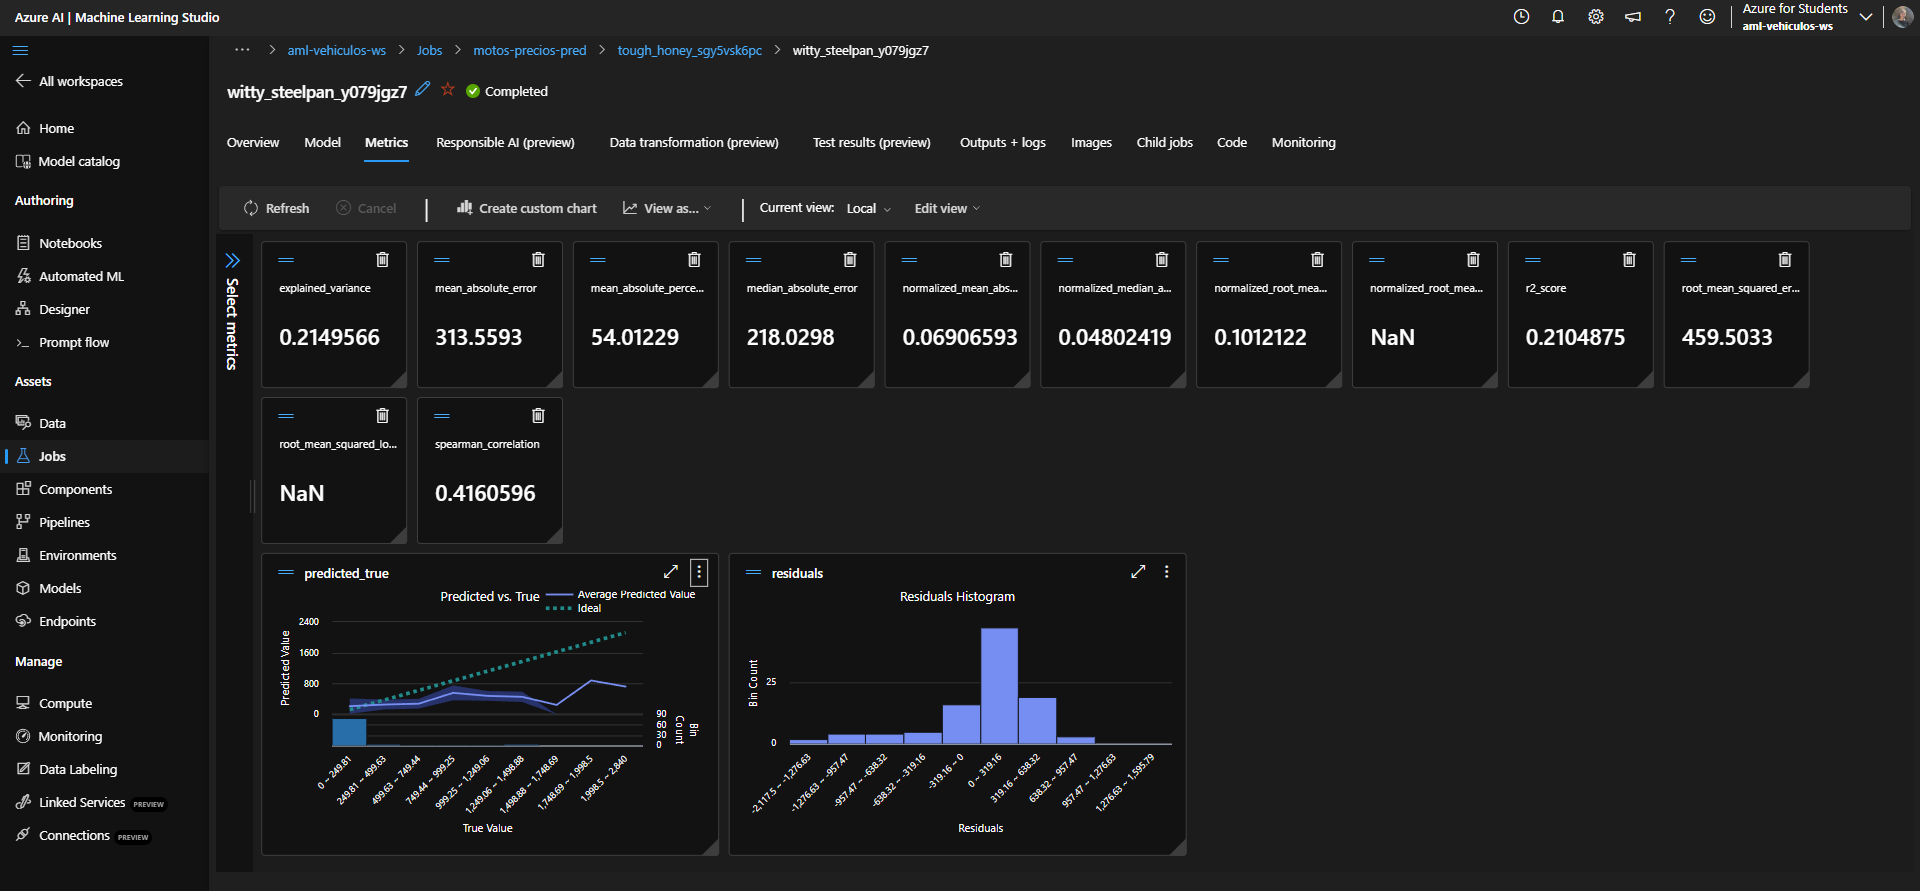 Azure AI | Machine Learning Studio
Azure for Students
aml-vehiculos-ws
All workspaces
Home
Model catalog
Authoring
Notebooks
Automated ML
Designer
Prompt flow
Assets
Data
Jobs
Components
Pipelines
Environments
Models
Endpoints
Manage
Compute
Monitoring
Data Labeling
Linked Services PREVIEW
Connections PREVIEW
··· > aml-vehiculos-ws > Jobs > motos-precios-pred > tough_honey_sgy5vsk6pc > witty_steelpan_y079jgz7
witty_steelpan_y079jgz7 Completed
Overview Model Metrics Responsible AI (preview) Data transformation (preview) Test results (preview) Outputs + logs Images Child jobs Code Monitoring
Refresh Cancel | Create custom chart View as... | Current view: Local Edit view
Select metrics
explained_variance
0.2149566
mean_absolute_error
313.5593
mean_absolute_perce...
54.01229
median_absolute_error
218.0298
normalized_mean_abs...
0.06906593
normalized_median_a...
0.04802419
normalized_root_mea...
0.1012122
normalized_root_mea...
NaN
r2_score
0.2104875
root_mean_squared_er...
459.5033
root_mean_squared_lo...
NaN
spearman_correlation
0.4160596
predicted_true
Predicted vs. True
Average Predicted Value
Ideal
Predicted Value
2400
1600
800
0
90
60
30
0
Bin Count
0 ~ 249.81
249.81 ~ 499.63
499.63 ~ 749.44
749.44 ~ 999.25
999.25 ~ 1,249.06
1,249.06 ~ 1,498.88
1,498.88 ~ 1,748.69
1,748.69 ~ 1,998.5
1,998.5 ~ 2,840
True Value
residuals
Residuals Histogram
Bin Count
25
0
-2,117.5 ~ -1,276.63
-1,276.63 ~ -957.47
-957.47 ~ -638.32
-638.32 ~ -319.16
-319.16 ~ 0
0 ~ 319.16
319.16 ~ 638.32
638.32 ~ 957.47
957.47 ~ 1,276.63
1,276.63 ~ 1,595.79
Residuals